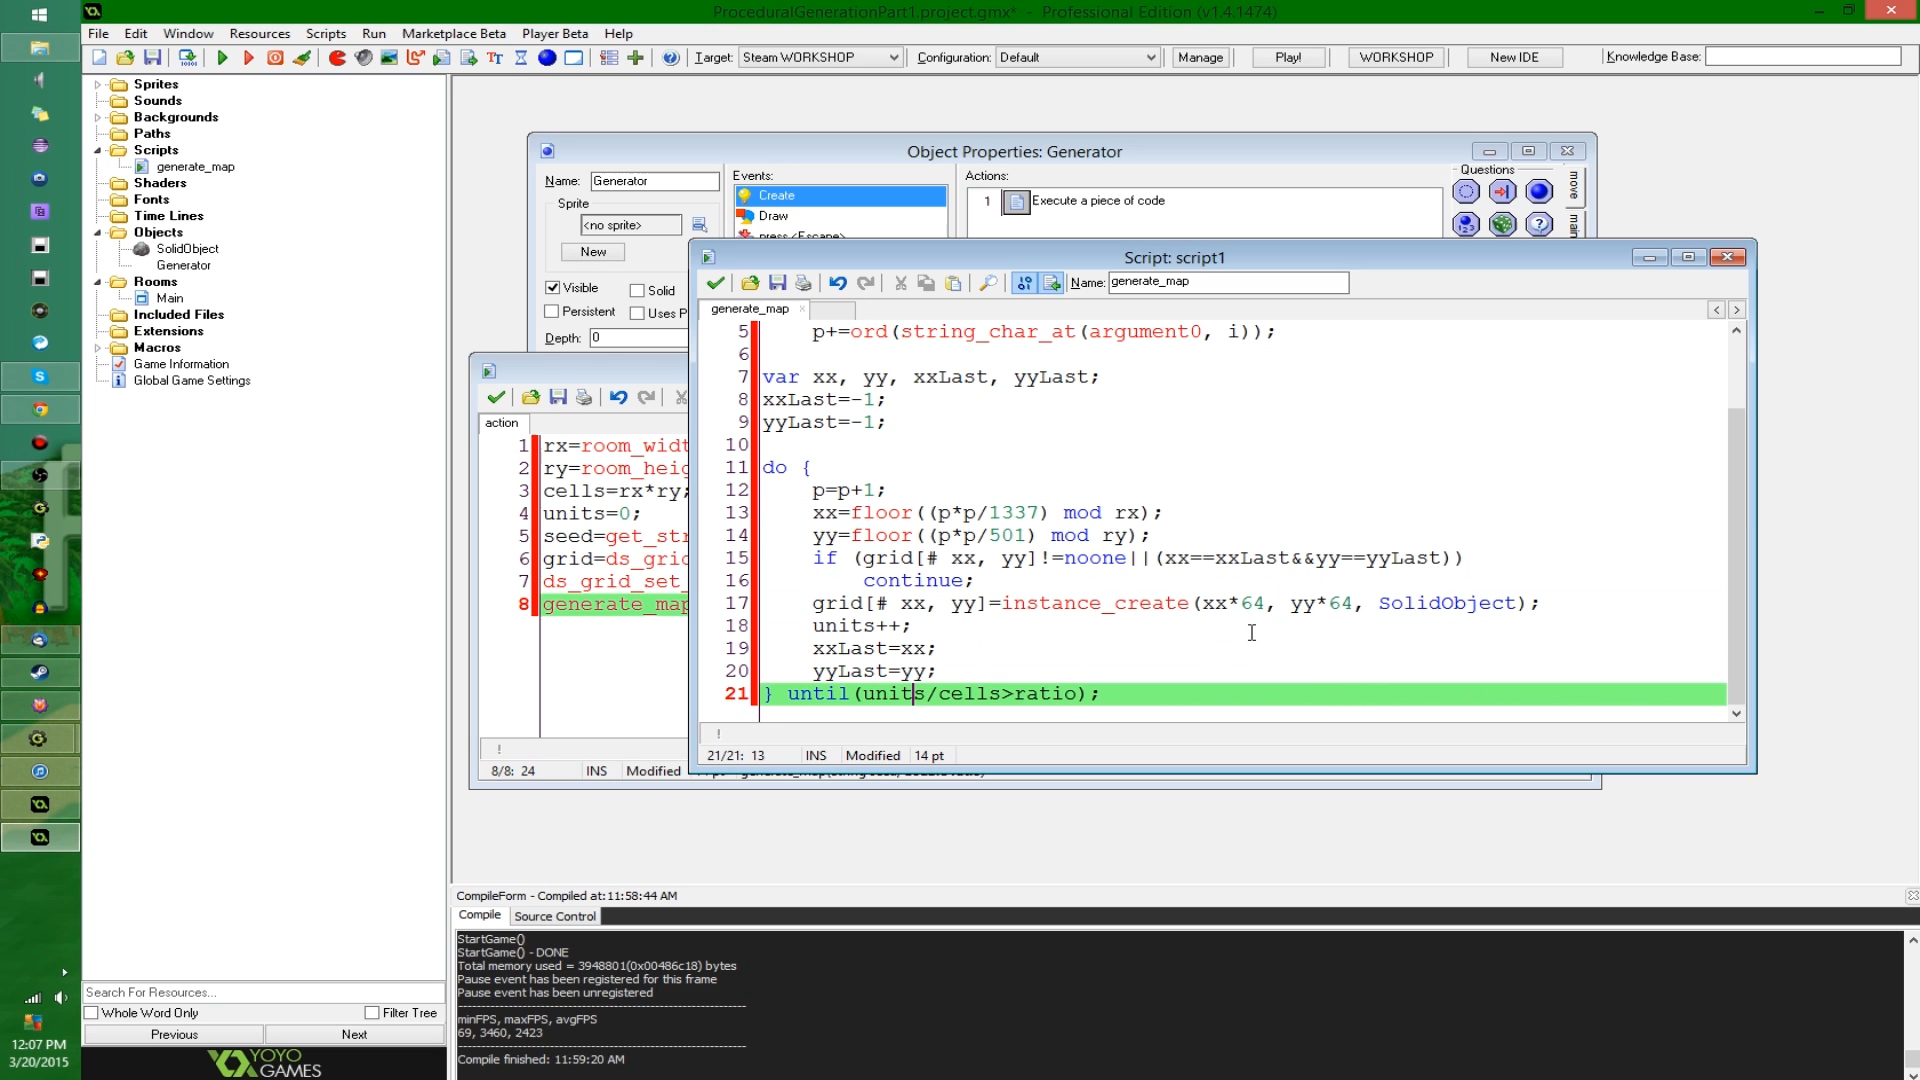 ProceduralGenerationPart1.project.gmx* - Professional Edition (v1.4.1474)
File Edit Window Resources Scripts Run Marketplace Beta Player Beta Help
Target: Steam WORKSHOP Configuration: Default Manage Play! WORKSHOP New IDE Knowledge Base:
Sprites
Sounds
Backgrounds
Paths
Scripts
generate_map
Shaders
Fonts
Time Lines
Objects
SolidObject
Generator
Rooms
Main
Included Files
Extensions
Macros
Game Information
Global Game Settings
Search For Resources...
Whole Word Only Filter Tree
Previous Next
YOYO
GAMES
12:07 PM
3/20/2015
Object Properties: Generator
Name: Generator
Sprite
<no sprite>
New
Visible Solid
Persistent Uses P
Depth: 0
Events:
Create
Draw
press <Escape>
Actions:
1 Execute a piece of code
Questions
move
action
1 rx=room_widt
2 ry=room_heig
3 cells=rx*ry;
4 units=0;
5 seed=get_str
6 grid=ds_grid
7 ds_grid_set_
8 generate_map
8/8: 24 INS Modified
Script: script1
Name: generate_map
generate_map
5 p+=ord(string_char_at(argument0, i));
6
7 var xx, yy, xxLast, yyLast;
8 xxLast=-1;
9 yyLast=-1;
10
11 do {
12 p=p+1;
13 xx=floor((p*p/1337) mod rx);
14 yy=floor((p*p/501) mod ry);
15 if (grid[# xx, yy]!=noone||(xx==xxLast&&yy==yyLast))
16 continue;
17 grid[# xx, yy]=instance_create(xx*64, yy*64, SolidObject);
18 units++;
19 xxLast=xx;
20 yyLast=yy;
21 } until(units/cells>ratio);
21/21: 13 INS Modified 14 pt
CompileForm - Compiled at:11:58:44 AM
Compile Source Control
StartGame()
StartGame() - DONE
Total memory used = 3948801(0x00486c18) bytes
Pause event has been registered for this frame
Pause event has been unregistered
minFPS, maxFPS, avgFPS
69, 3460, 2423
Compile finished: 11:59:20 AM